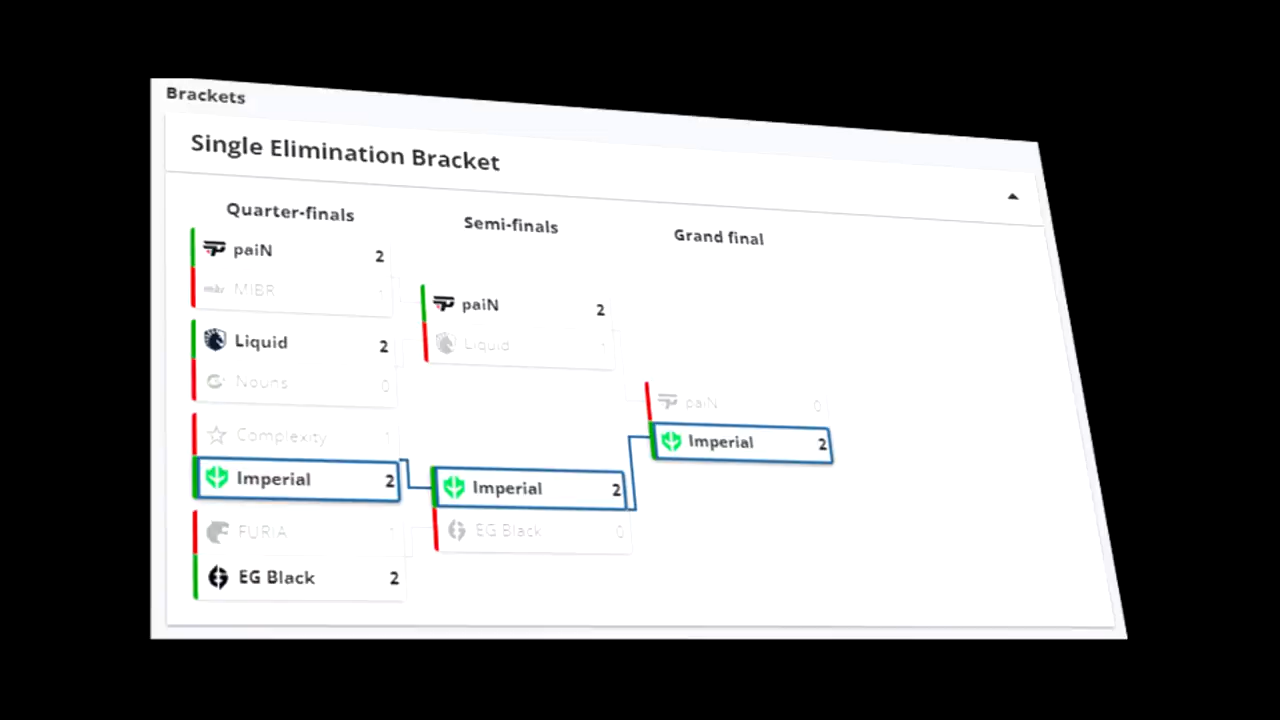 Brackets
Single Elimination Bracket
Quarter-finals
paiN 2
MIBR 1
Liquid 2
Nouns 0
Complexity 1
Imperial 2
FURIA 1
EG Black 2
Semi-finals
paiN 2
Liquid 1
Imperial 2
EG Black 0
Grand final
paiN 0
Imperial 2